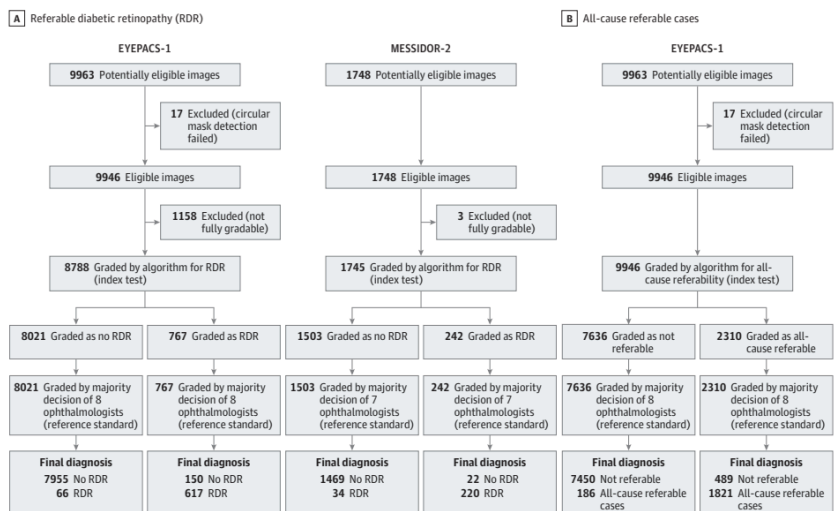 A Referable diabetic retinopathy (RDR)
EYEPACS-1
9963 Potentially eligible images
17 Excluded (circular
mask detection
failed)
9946 Eligible images
1158 Excluded (not
fully gradable)
8788 Graded by algorithm for RDR
(index test)
8021 Graded as no RDR
767 Graded as RDR
8021 Graded by majority
decision of 8
ophthalmologists
(reference standard)
767 Graded by majority
decision of 8
ophthalmologists
(reference standard)
Final diagnosis
7955 No RDR
66 RDR
Final diagnosis
150 No RDR
617 RDR
MESSIDOR-2
1748 Potentially eligible images
1748 Eligible images
3 Excluded (not
fully gradable)
1745 Graded by algorithm for RDR
(index test)
1503 Graded as no RDR
242 Graded as RDR
1503 Graded by majority
decision of 7
ophthalmologists
(reference standard)
242 Graded by majority
decision of 7
ophthalmologists
(reference standard)
Final diagnosis
1469 No RDR
34 RDR
Final diagnosis
22 No RDR
220 RDR
B All-cause referable cases
EYEPACS-1
9963 Potentially eligible images
17 Excluded (circular
mask detection
failed)
9946 Eligible images
9946 Graded by algorithm for all-
cause referability (index test)
7636 Graded as not
referable
2310 Graded as all-
cause referable
7636 Graded by majority
decision of 8
ophthalmologists
(reference standard)
2310 Graded by majority
decision of 8
ophthalmologists
(reference standard)
Final diagnosis
7450 Not referable
186 All-cause referable
cases
Final diagnosis
489 Not referable
1821 All-cause referable
cases